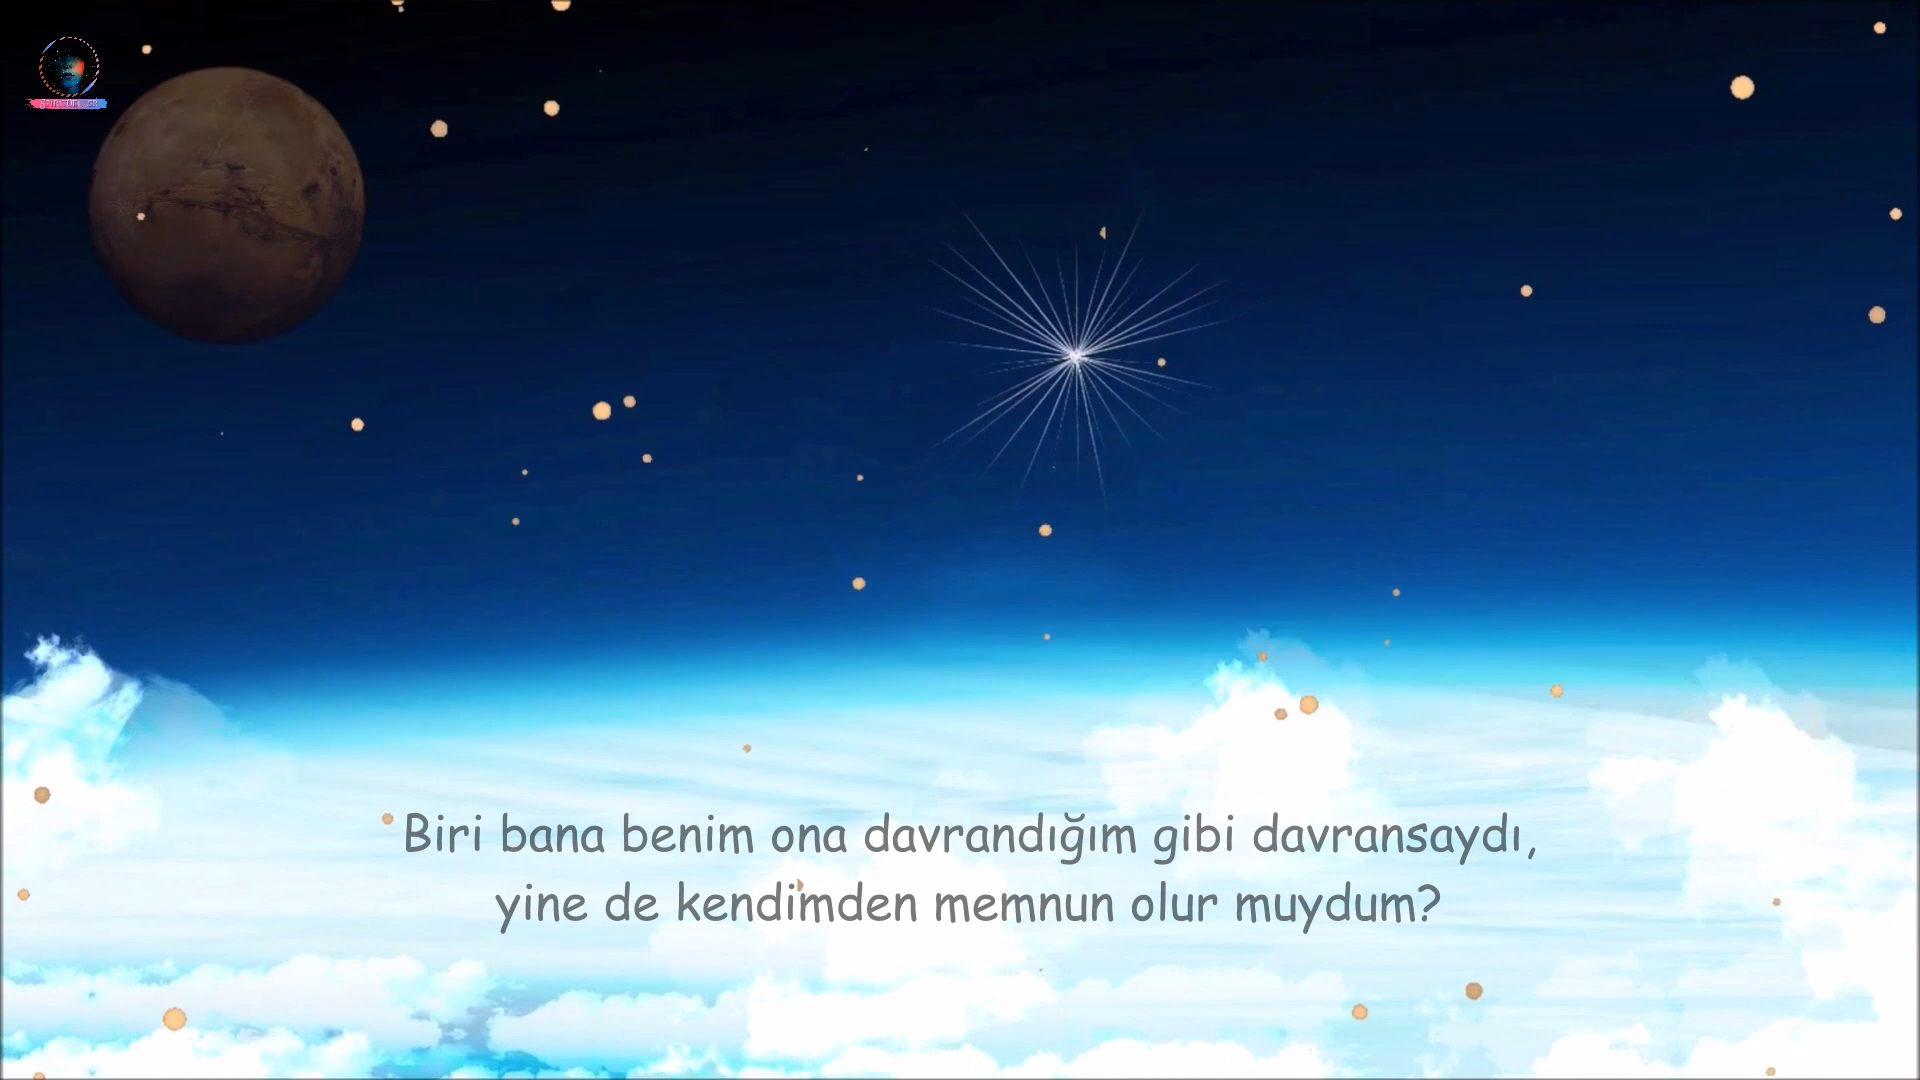 Biri bana benim ona davrandığım gibi davransaydı,
yine de kendimden memnun olur muydum?